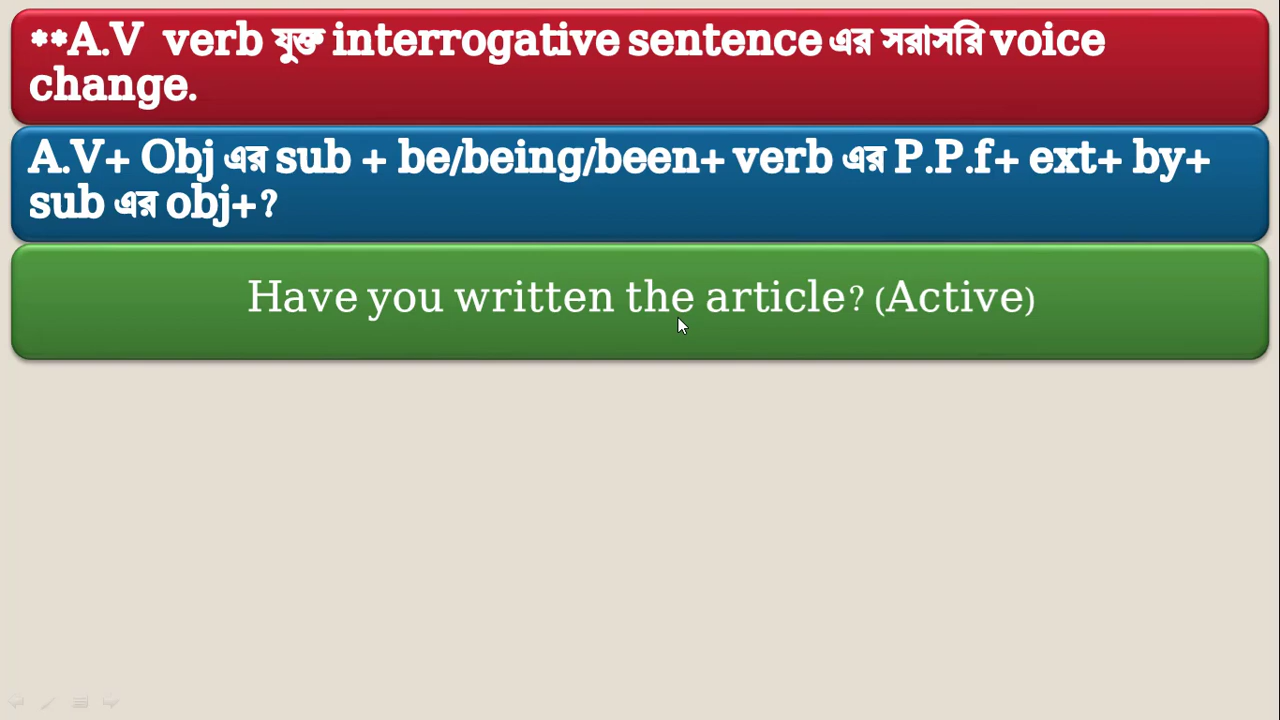 **A.V verb যুক্ত interrogative sentence এর সরাসরি voice
change.
A.V+ Obj এর sub + be/being/been+ verb এর P.P.f+ ext+ by+
sub এর obj+?
Have you written the article? (Active)